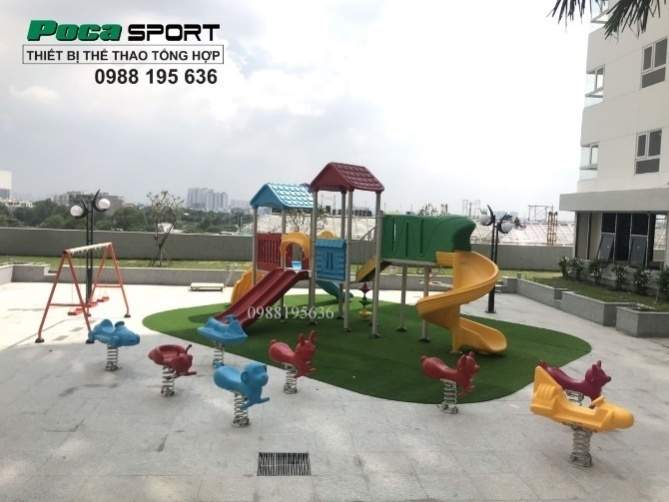 Poca SPORT
THIẾT BỊ THỂ THAO TỔNG HỢP
0988 195 636
0988195636